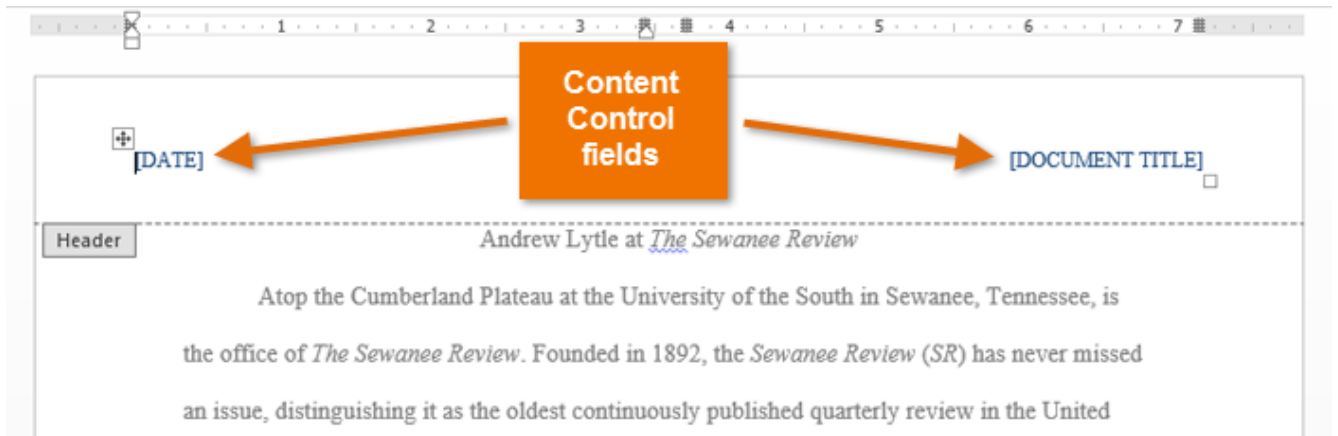 1 2 3 4 5 6 7
Content
Control
fields
[DATE] [DOCUMENT TITLE]
Header
Andrew Lytle at The Sewanee Review
Atop the Cumberland Plateau at the University of the South in Sewanee, Tennessee, is
the office of The Sewanee Review. Founded in 1892, the Sewanee Review (SR) has never missed
an issue, distinguishing it as the oldest continuously published quarterly review in the United